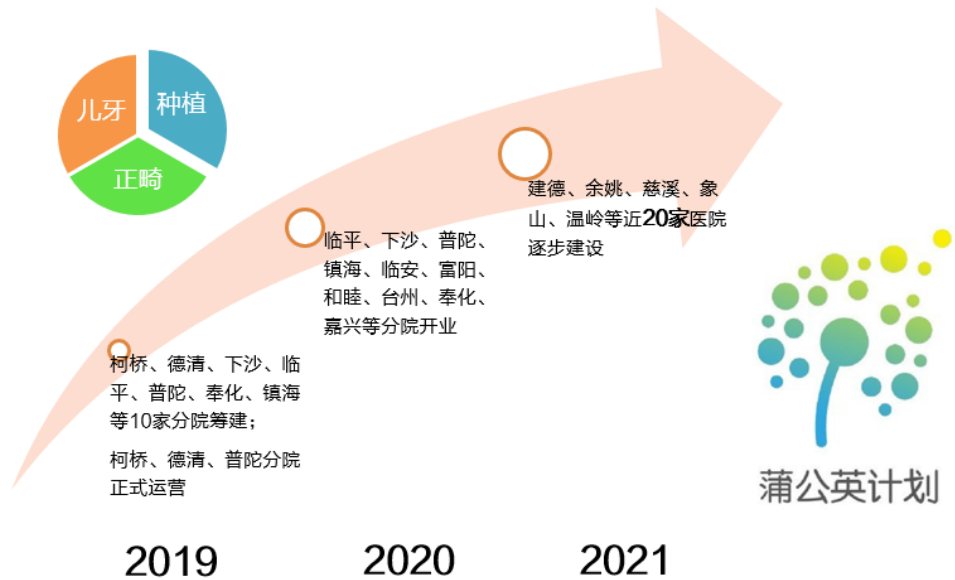 儿牙
种植
正畸
建德、余姚、慈溪、象
山、温岭等近20家医院
逐步建设
临平、下沙、普陀、
镇海、临安、富阳、
和睦、台州、奉化、
嘉兴等分院开业
柯桥、德清、下沙、临
平、普陀、奉化、镇海
等10家分院筹建；
柯桥、德清、普陀分院
正式运营
蒲公英计划
2019
2020
2021